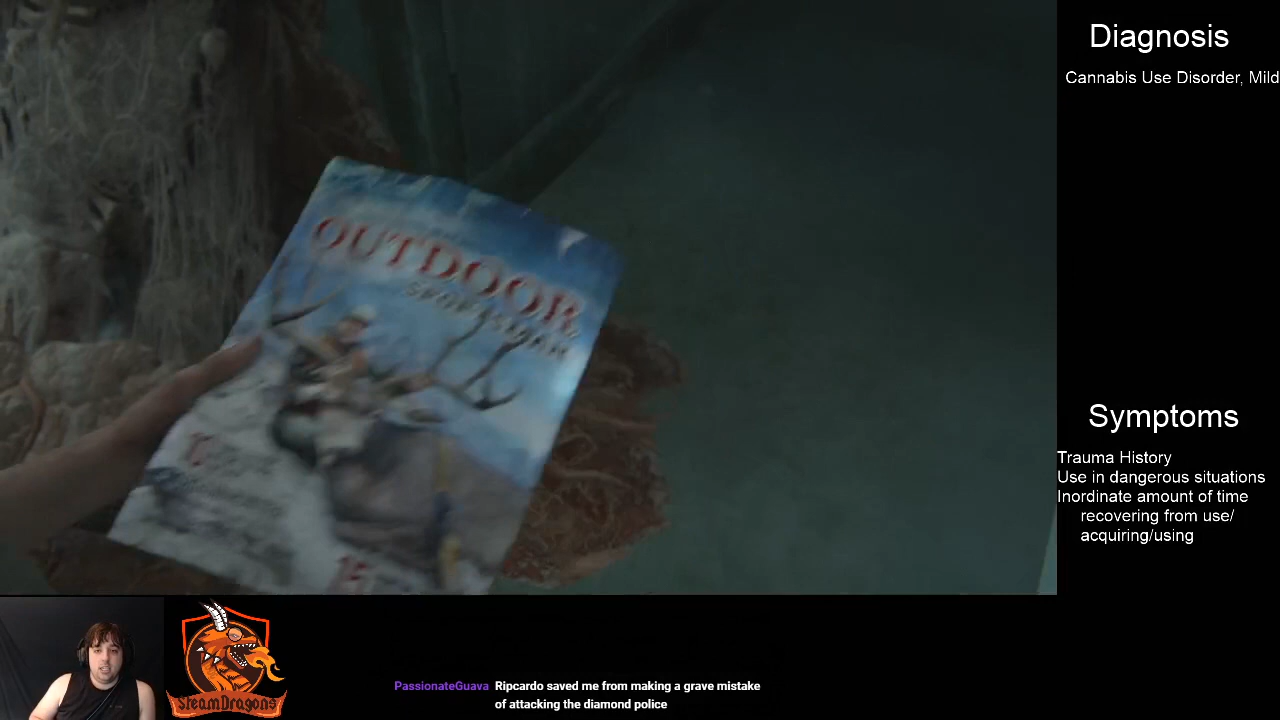 Diagnosis
Cannabis Use Disorder, Mild
OUTDOOR
SPORTSMAN
Symptoms
Trauma History
Use in dangerous situations
Inordinate amount of time
recovering from use/
acquiring/using
SteamDragons
PassionateGuava Ripcardo saved me from making a grave mistake
of attacking the diamond police